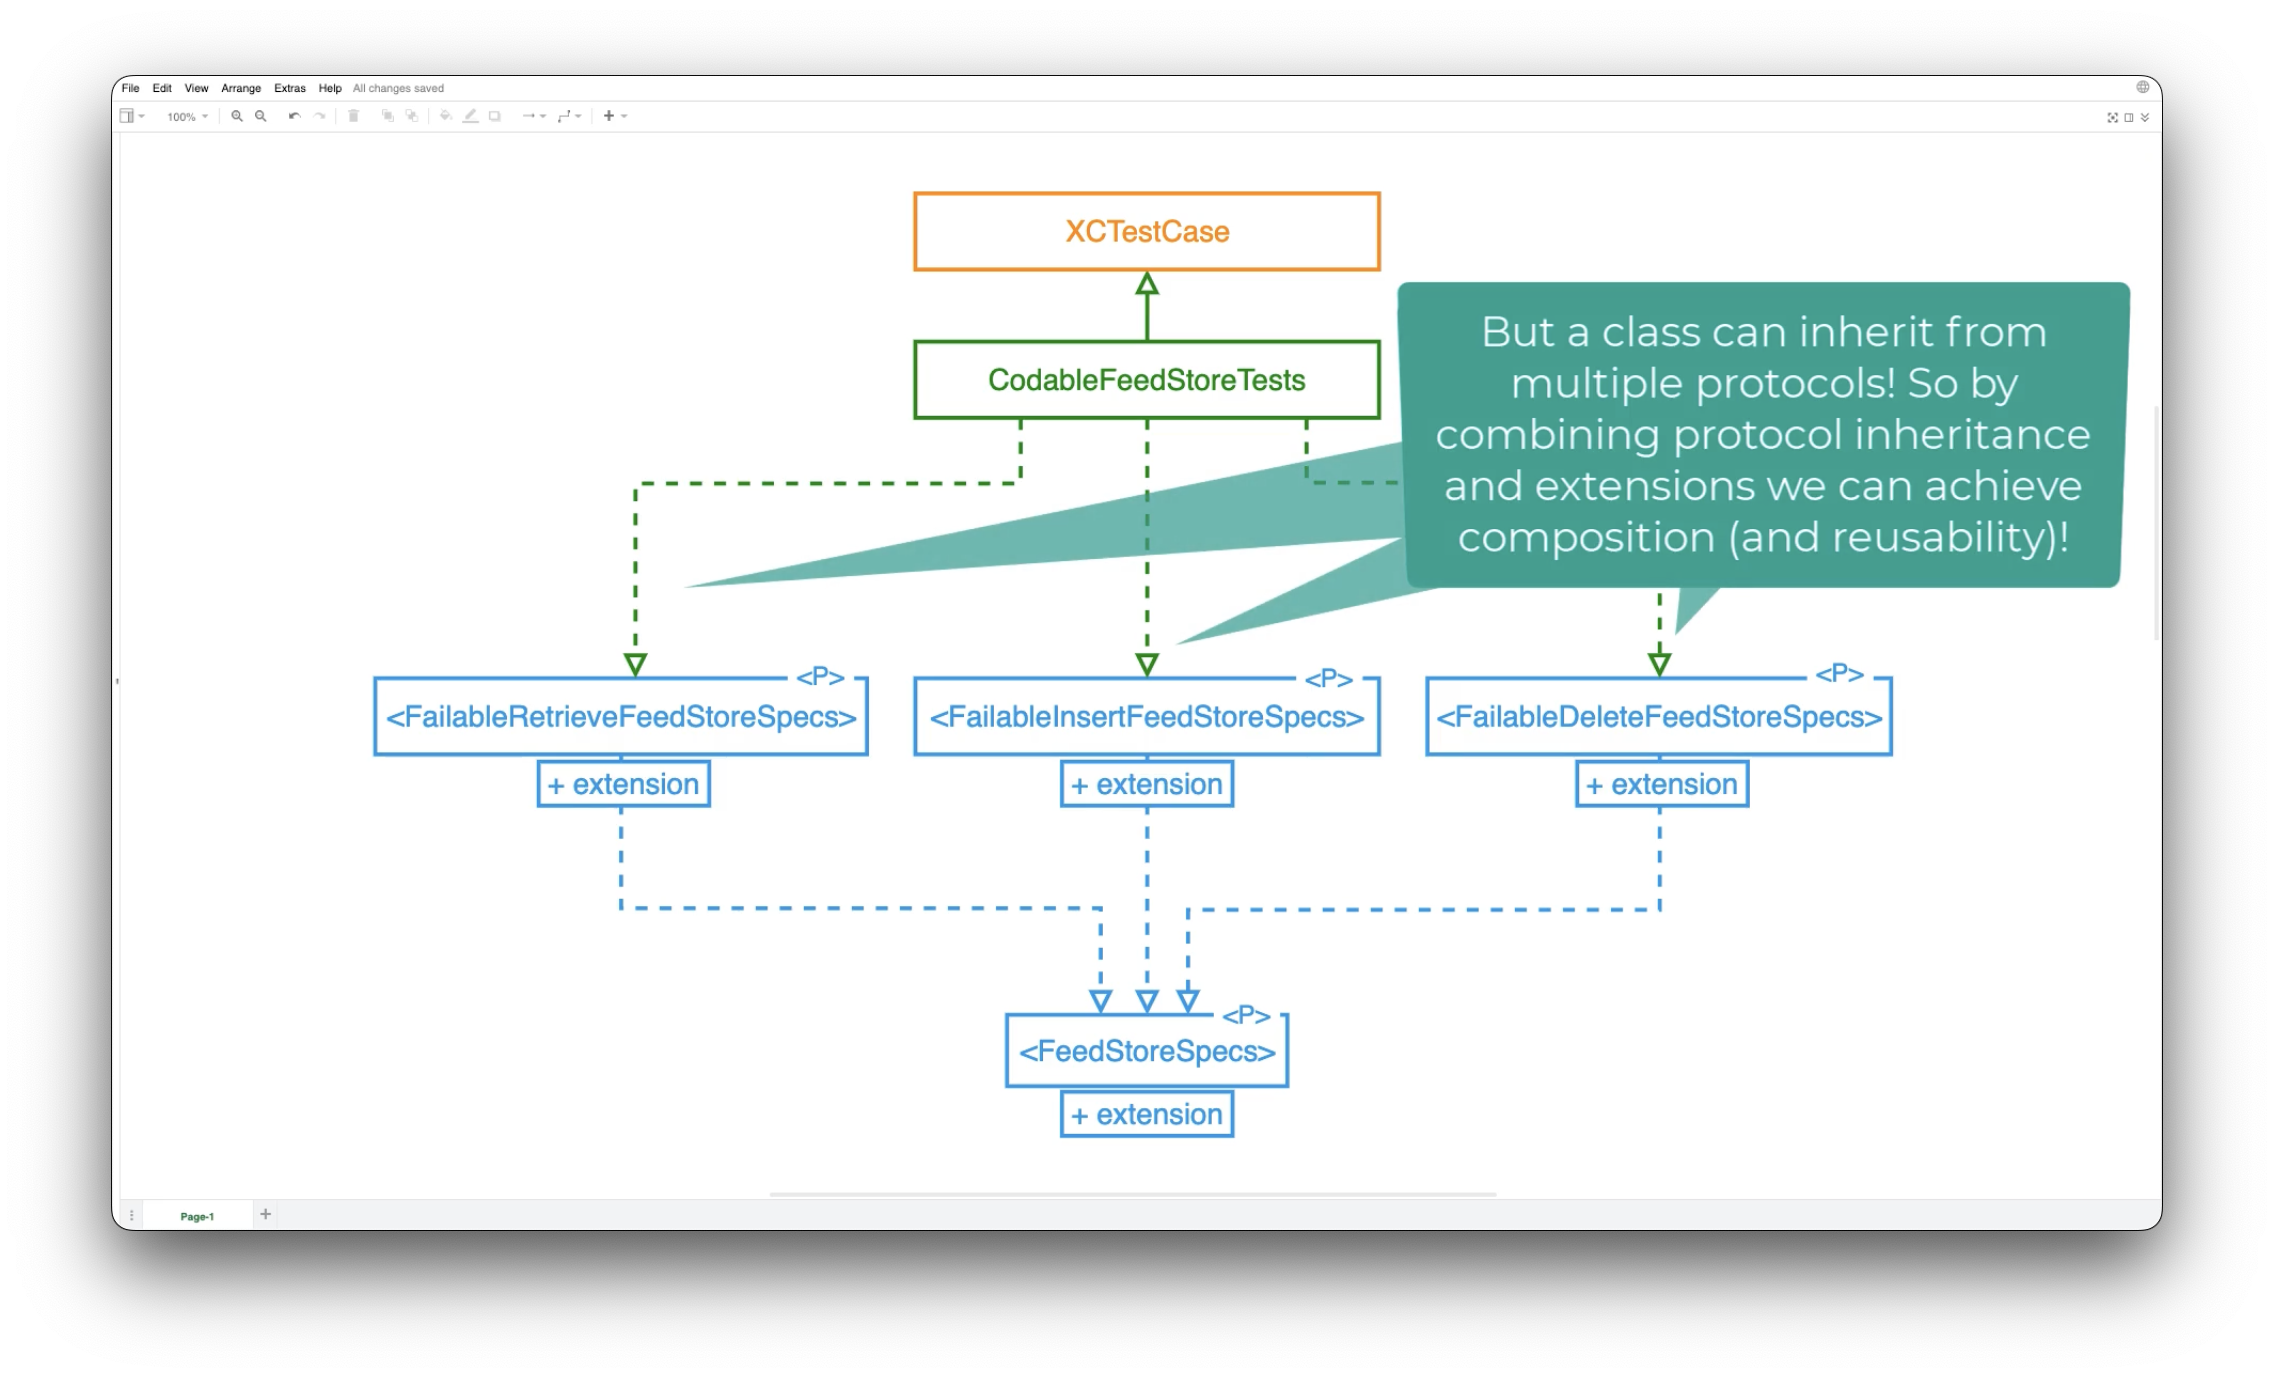 File Edit View Arrange Extras Help All changes saved
100%
XCTestCase
CodableFeedStoreTests
But a class can inherit from
multiple protocols! So by
combining protocol inheritance
and extensions we can achieve
composition (and reusability)!
<P> <P> <P>
<FailableRetrieveFeedStoreSpecs> <FailableInsertFeedStoreSpecs> <FailableDeleteFeedStoreSpecs>
+ extension + extension + extension
<P>
<FeedStoreSpecs>
+ extension
Page-1